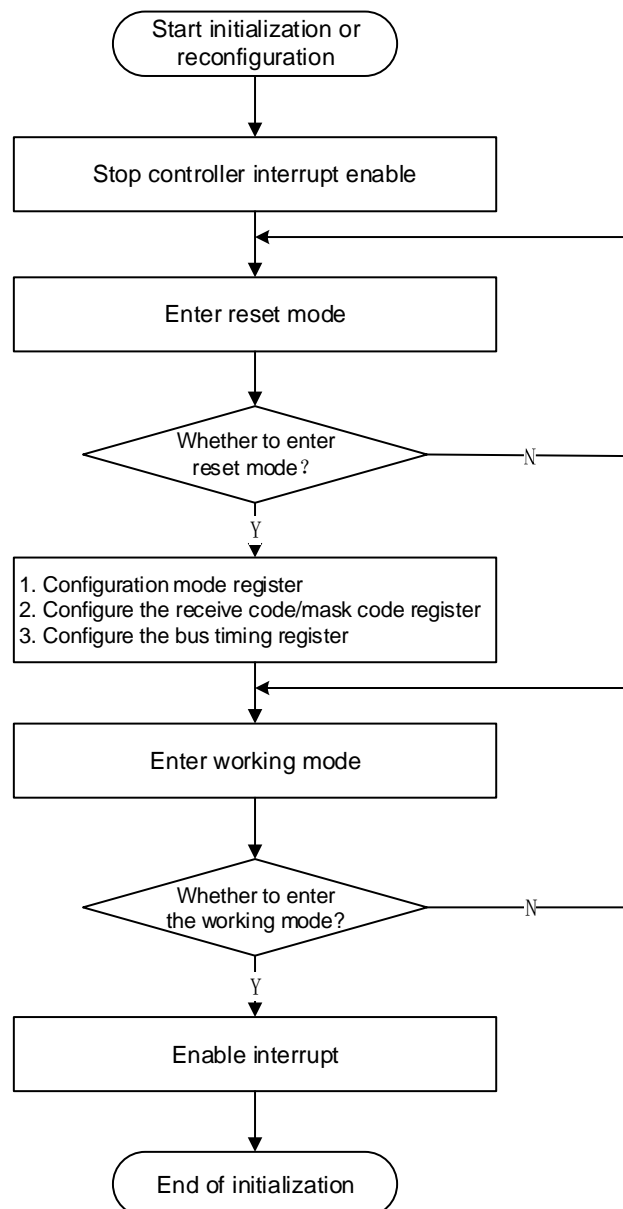 Start initialization or
reconfiguration
Stop controller interrupt enable
Enter reset mode
Whether to enter
reset mode？
N
Y
1. Configuration mode register
2. Configure the receive code/mask code register
3. Configure the bus timing register
Enter working mode
Whether to enter
the working mode?
N
Y
Enable interrupt
End of initialization